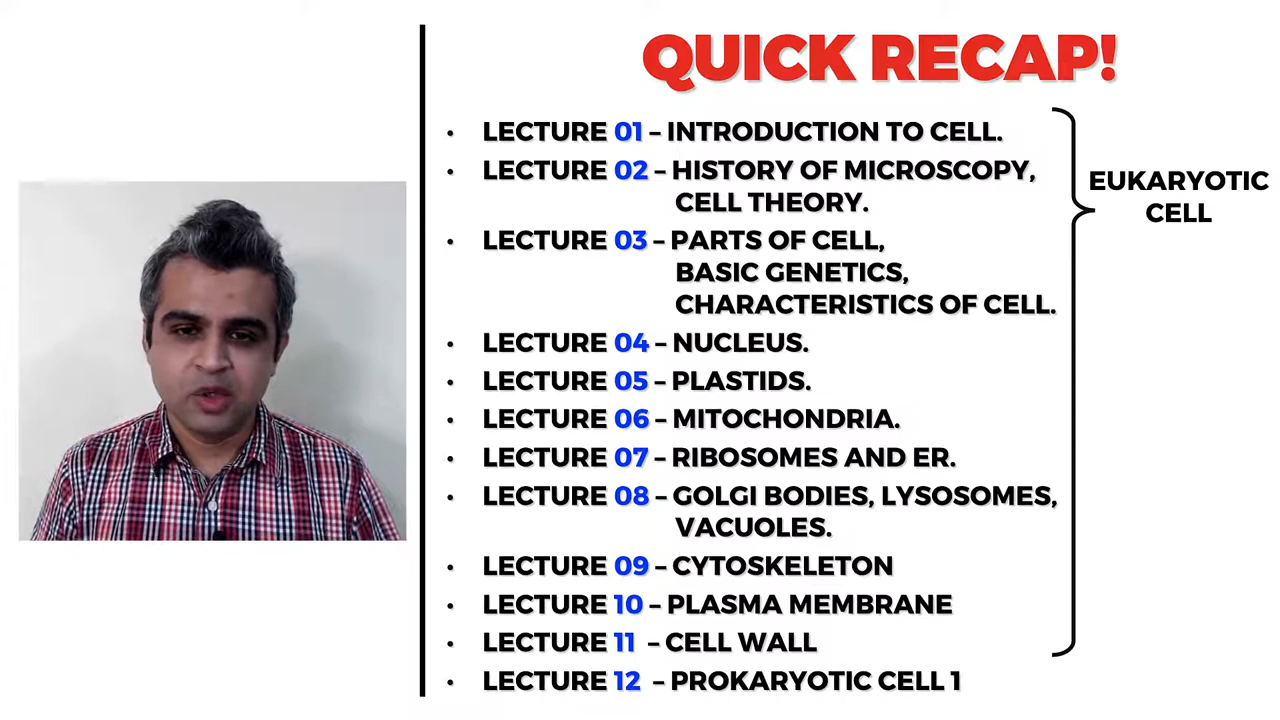 QUICK RECAP!
• LECTURE 01 – INTRODUCTION TO CELL.
• LECTURE 02 – HISTORY OF MICROSCOPY,
CELL THEORY.
• LECTURE 03 – PARTS OF CELL,
BASIC GENETICS,
CHARACTERISTICS OF CELL.
• LECTURE 04 – NUCLEUS.
• LECTURE 05 – PLASTIDS.
• LECTURE 06 – MITOCHONDRIA.
• LECTURE 07 – RIBOSOMES AND ER.
• LECTURE 08 – GOLGI BODIES, LYSOSOMES,
VACUOLES.
• LECTURE 09 – CYTOSKELETON
• LECTURE 10 – PLASMA MEMBRANE
• LECTURE 11 – CELL WALL
• LECTURE 12 – PROKARYOTIC CELL 1
EUKARYOTIC
CELL